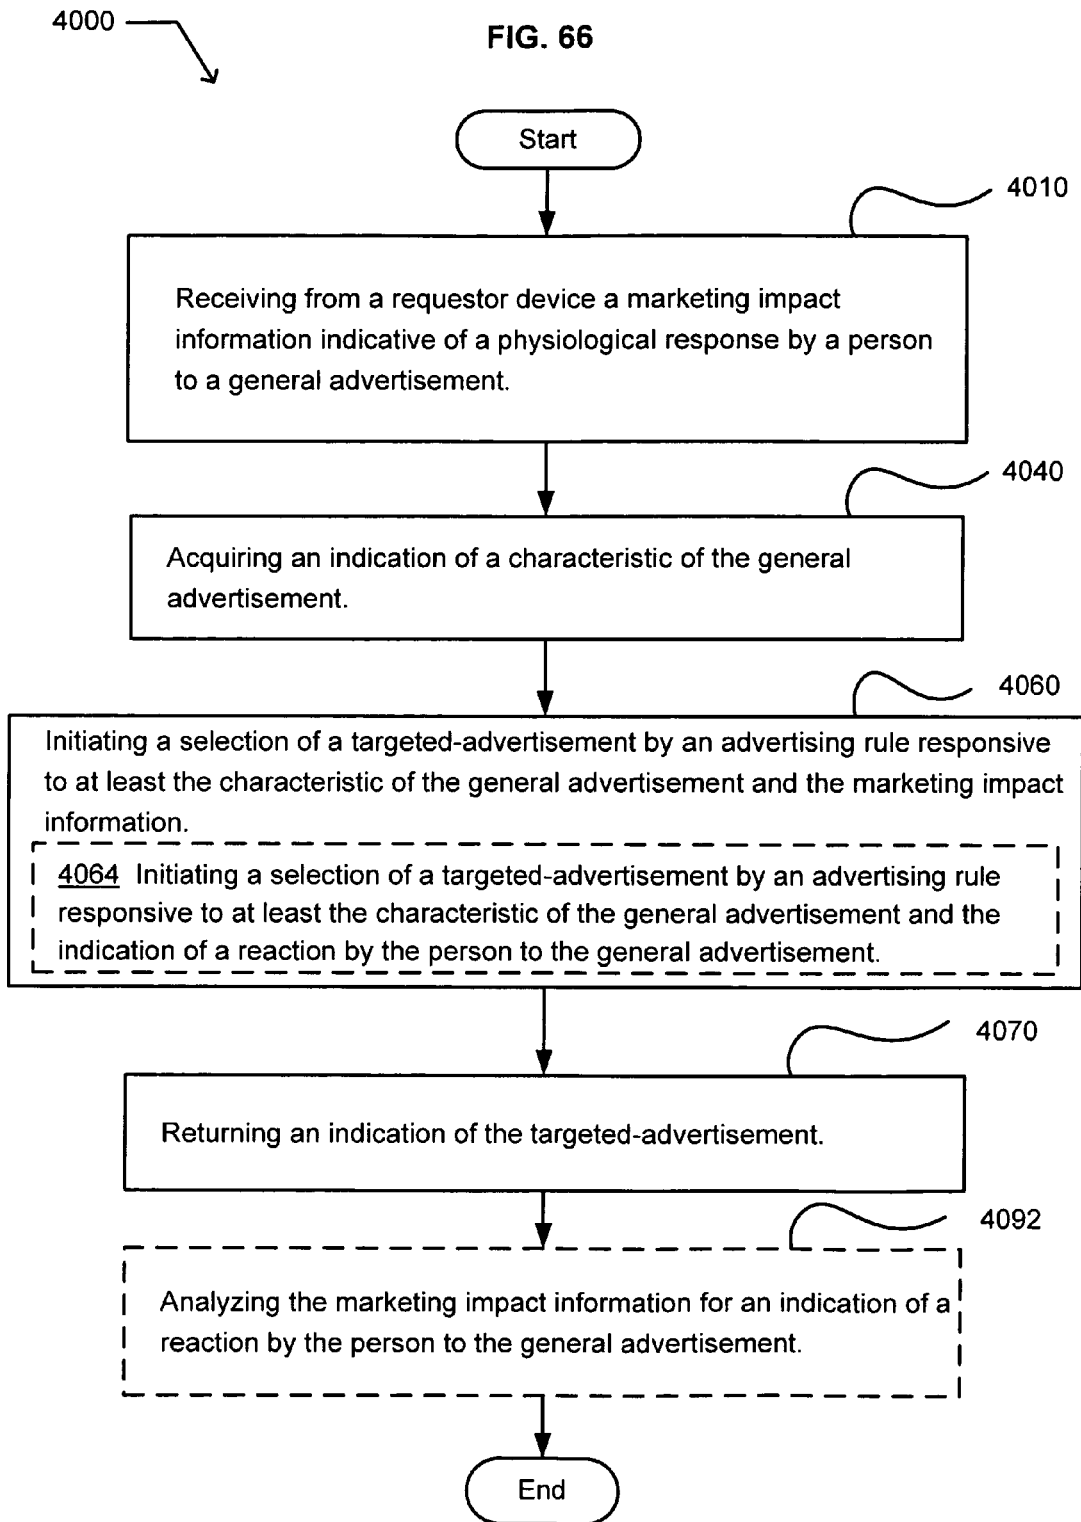 4000
FIG. 66
Start
4010
Receiving from a requestor device a marketing impact
information indicative of a physiological response by a person
to a general advertisement.
4040
Acquiring an indication of a characteristic of the general
advertisement.
4060
Initiating a selection of a targeted-advertisement by an advertising rule responsive
to at least the characteristic of the general advertisement and the marketing impact
information.
4064 Initiating a selection of a targeted-advertisement by an advertising rule
responsive to at least the characteristic of the general advertisement and the
indication of a reaction by the person to the general advertisement.
4070
Returning an indication of the targeted-advertisement.
4092
Analyzing the marketing impact information for an indication of a
reaction by the person to the general advertisement.
End